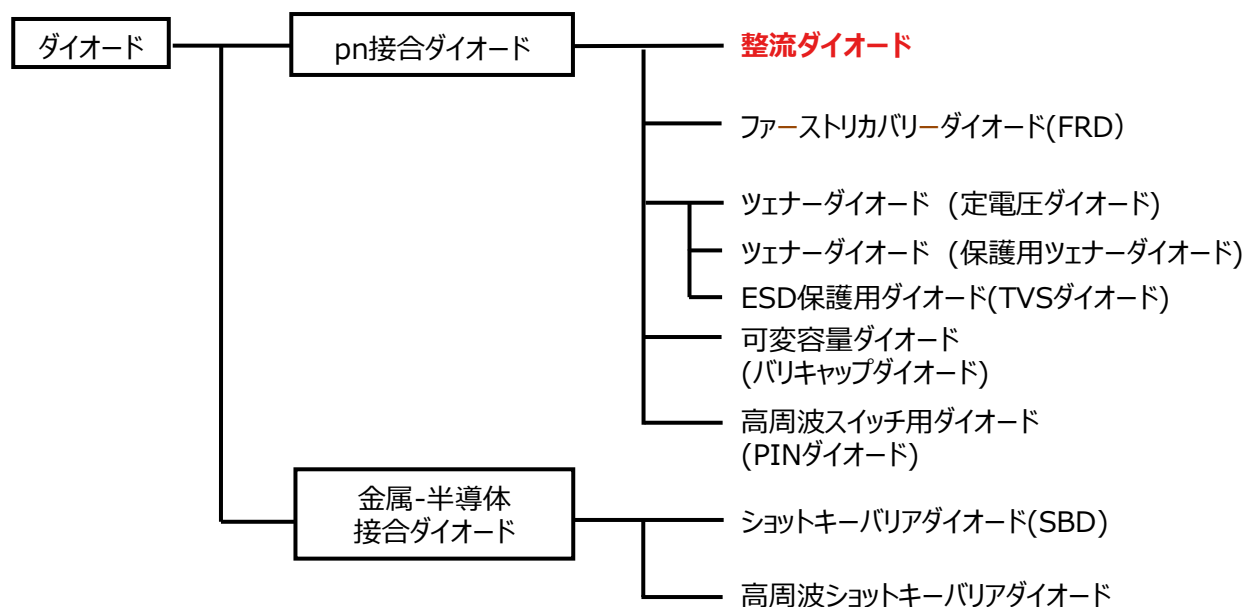 ダイオード
pn接合ダイオード
整流ダイオード
ファーストリカバリーダイオード(FRD）
ツェナーダイオード (定電圧ダイオード)
ツェナーダイオード (保護用ツェナーダイオード)
ESD保護用ダイオード(TVSダイオード)
可変容量ダイオード
(バリキャップダイオード)
高周波スイッチ用ダイオード
(PINダイオード)
金属-半導体
接合ダイオード
ショットキーバリアダイオード(SBD)
高周波ショットキーバリアダイオード